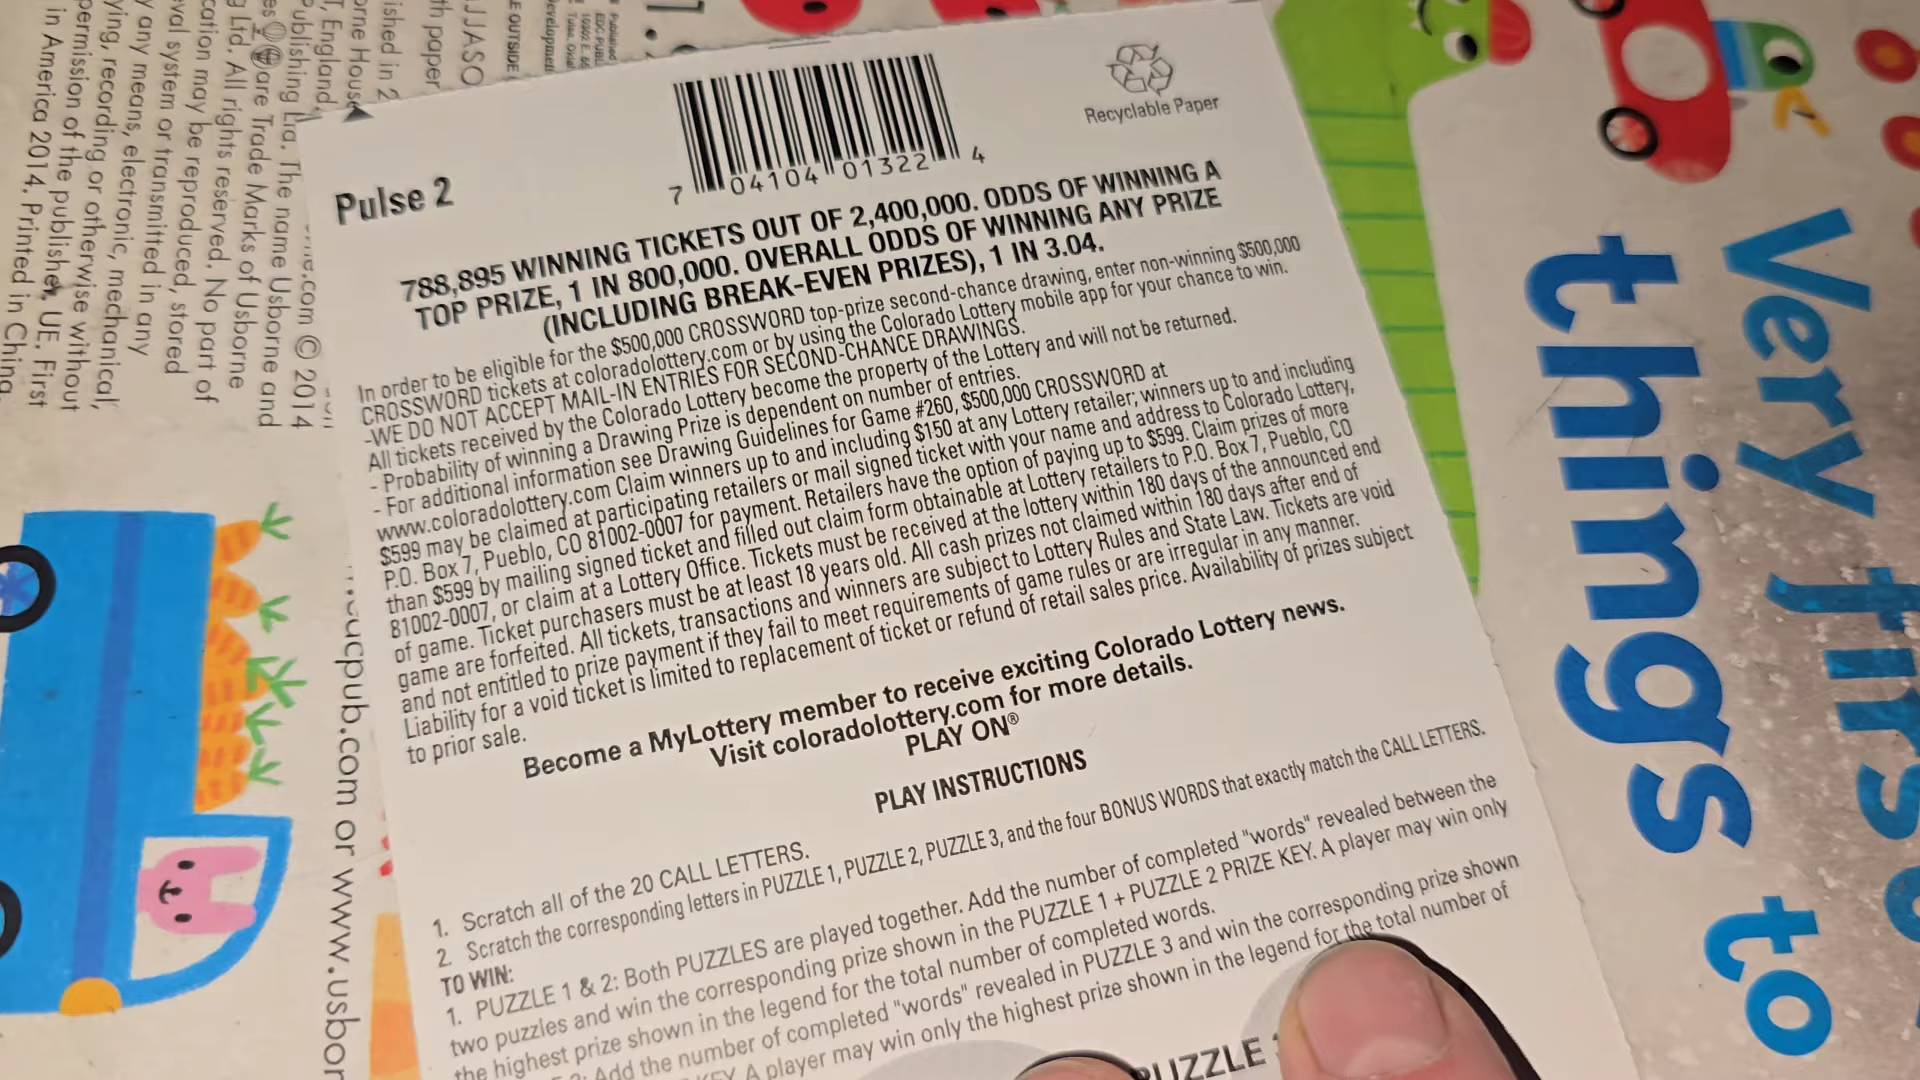 Recyclable Paper
Pulse 2
7 04104 01322 4
788,895 WINNING TICKETS OUT OF 2,400,000. ODDS OF WINNING A
TOP PRIZE, 1 IN 800,000. OVERALL ODDS OF WINNING ANY PRIZE
(INCLUDING BREAK-EVEN PRIZES), 1 IN 3.04.
In order to be eligible for the $500,000 CROSSWORD top-prize second-chance drawing, enter non-winning $500,000
CROSSWORD tickets at coloradolottery.com or by using the Colorado Lottery mobile app for your chance to win.
-WE DO NOT ACCEPT MAIL-IN ENTRIES FOR SECOND-CHANCE DRAWINGS.
All tickets received by the Colorado Lottery become the property of the Lottery and will not be returned.
- Probability of winning a Drawing Prize is dependent on number of entries.
- For additional information see Drawing Guidelines for Game #260, $500,000 CROSSWORD at
www.coloradolottery.com Claim winners up to and including $150 at any Lottery retailer; winners up to and including
$599 may be claimed at participating retailers or mail signed ticket with your name and address to Colorado Lottery,
P.O. Box 7, Pueblo, CO 81002-0007 for payment. Retailers have the option of paying up to $599. Claim prizes of more
than $599 by mailing signed ticket and filled out claim form obtainable at Lottery retailers to P.O. Box 7, Pueblo, CO
81002-0007, or claim at a Lottery Office. Tickets must be received at the lottery within 180 days of the announced end
of game. Ticket purchasers must be at least 18 years old. All cash prizes not claimed within 180 days after end of
game are forfeited. All tickets, transactions and winners are subject to Lottery Rules and State Law. Tickets are void
and not entitled to prize payment if they fail to meet requirements of game rules or are irregular in any manner.
Liability for a void ticket is limited to replacement of ticket or refund of retail sales price. Availability of prizes subject
to prior sale.
Become a MyLottery member to receive exciting Colorado Lottery news.
Visit coloradolottery.com for more details.
PLAY ON®
PLAY INSTRUCTIONS
1. Scratch all of the 20 CALL LETTERS.
2. Scratch the corresponding letters in PUZZLE 1, PUZZLE 2, PUZZLE 3, and the four BONUS WORDS that exactly match the CALL LETTERS.
TO WIN:
1. PUZZLE 1 & 2: Both PUZZLES are played together. Add the number of completed "words" revealed between the
two puzzles and win the corresponding prize shown in the PUZZLE 1 + PUZZLE 2 PRIZE KEY. A player may win only
the highest prize shown in the legend for the total number of completed words.
Add the number of completed "words" revealed in PUZZLE 3 and win the corresponding prize shown
KEY. A player may win only the highest prize shown in the legend for the total number of
PUZZLE
Very first
things to
JJASO
E OUTSIDE
th paper
ished in 2
orne House
T, England.
Publishing Ltd. The name Usborne and
are Trade Marks of Usborne
g Ltd. All rights reserved. No part of
cation may be reproduced, stored
val system or transmitted in any
y any means, electronic, mechanical,
ying, recording or otherwise without
permission of the publisher. UE. First
in America 2014. Printed in China.
.com © 2014
ucpub.com or www.usbor